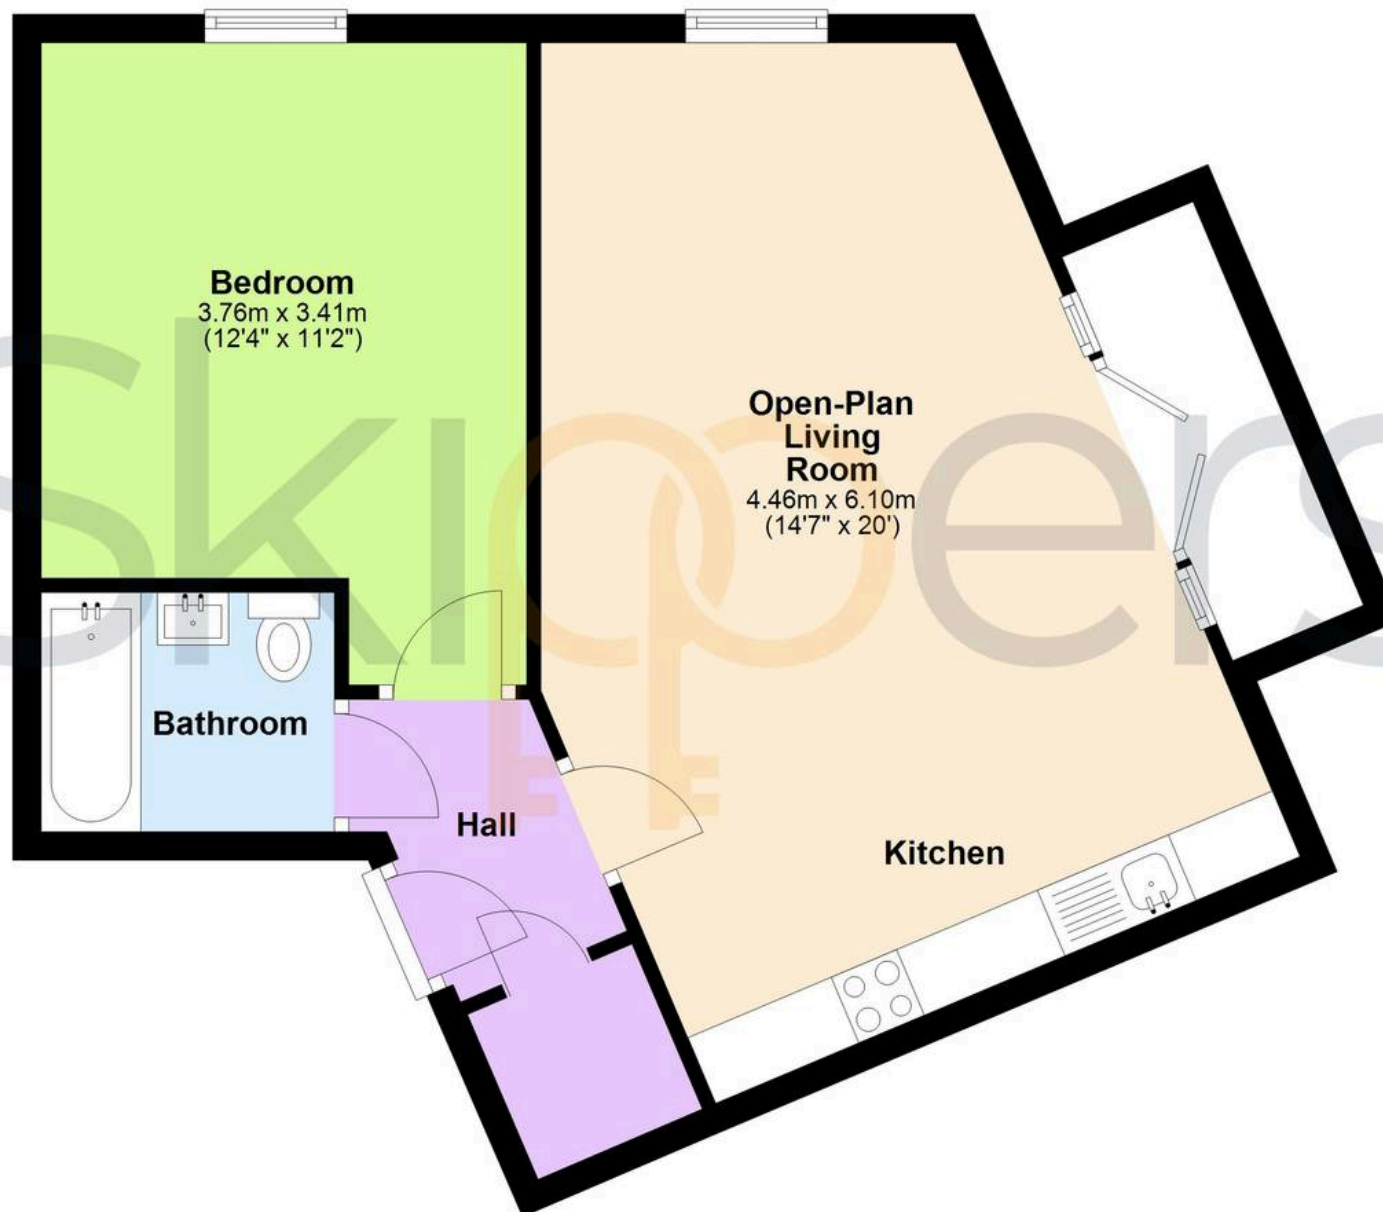 Bedroom
3.76m x 3.41m
(12'4" x 11'2")
Open-Plan
Living
Room
4.46m x 6.10m
(14'7" x 20')
skippers
Bathroom
Hall
Kitchen